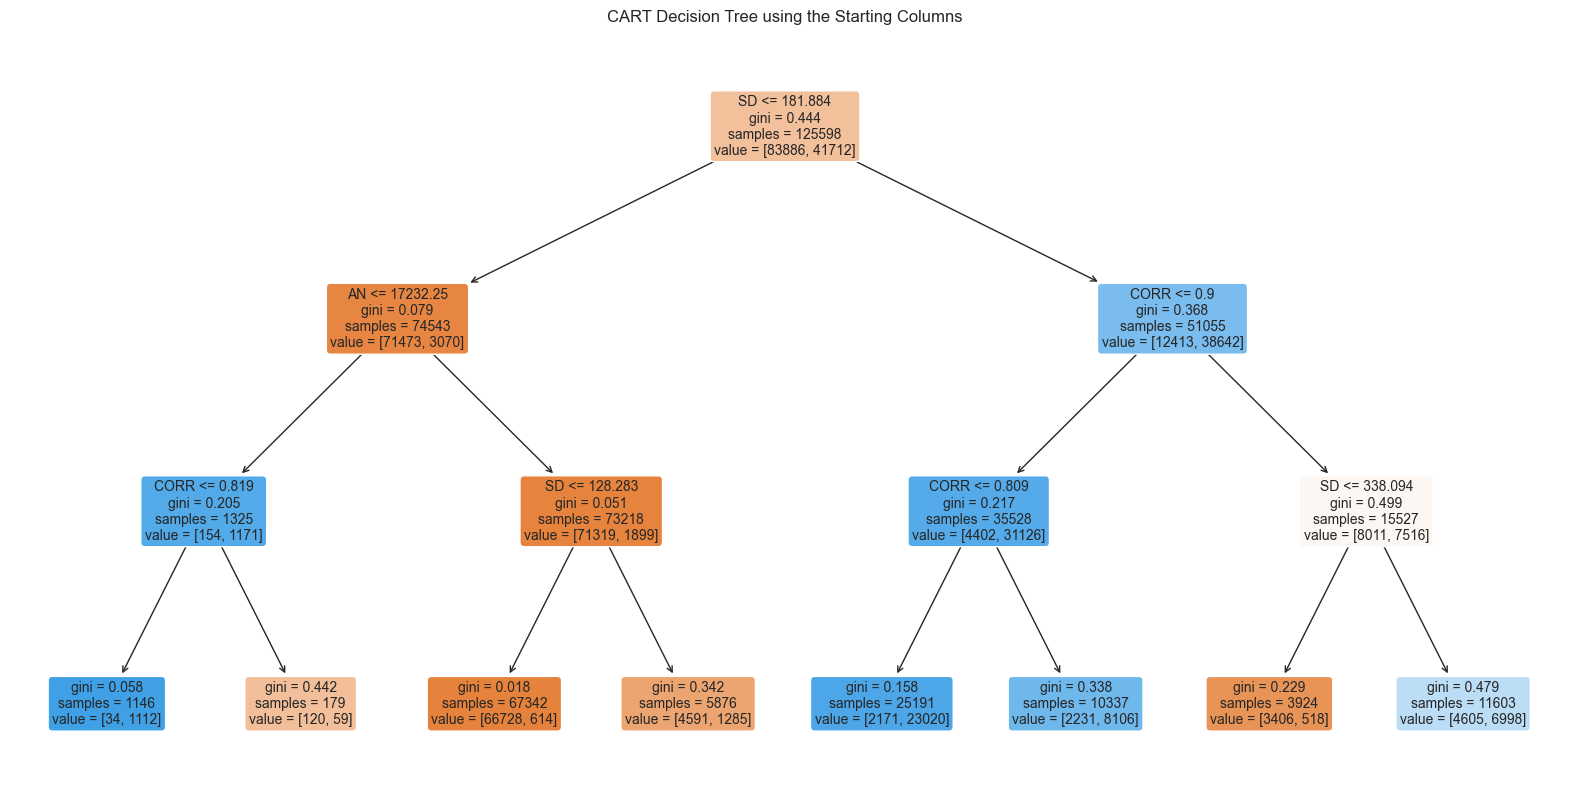 CART Decision Tree using the Starting Columns
SD <= 181.884
gini = 0.444
samples = 125598
value = [83886, 41712]
AN <= 17232.25
gini = 0.079
samples = 74543
value = [71473, 3070]
CORR <= 0.9
gini = 0.368
samples = 51055
value = [12413, 38642]
CORR <= 0.819
gini = 0.205
samples = 1325
value = [154, 1171]
SD <= 128.283
gini = 0.051
samples = 73218
value = [71319, 1899]
CORR <= 0.809
gini = 0.217
samples = 35528
value = [4402, 31126]
SD <= 338.094
gini = 0.499
samples = 15527
value = [8011, 7516]
gini = 0.058
samples = 1146
value = [34, 1112]
gini = 0.442
samples = 179
value = [120, 59]
gini = 0.018
samples = 67342
value = [66728, 614]
gini = 0.342
samples = 5876
value = [4591, 1285]
gini = 0.158
samples = 25191
value = [2171, 23020]
gini = 0.338
samples = 10337
value = [2231, 8106]
gini = 0.229
samples = 3924
value = [3406, 518]
gini = 0.479
samples = 11603
value = [4605, 6998]